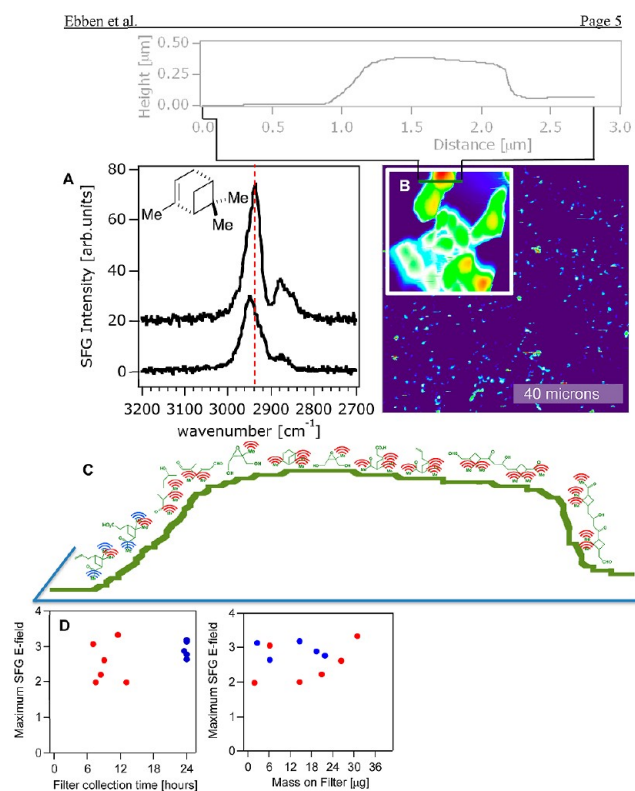 Ebben et al.
Page 5
Height [μm]
0.50
0.25
0.00
0.0
0.5
1.0
1.5
2.0
2.5
3.0
Distance [μm]
A
Me
Me
Me
SFG Intensity [arb.units]
80
60
40
20
0
3200
3100
3000
2900
2800
2700
wavenumber [cm-1]
B
40 microns
C
D
Maximum SFG E-field
4
3
2
1
0
0
6
12
18
24
Filter collection time [hours]
Maximum SFG E-field
4
3
2
1
0
0
6
12
18
24
30
36
Mass on Filter [μg]